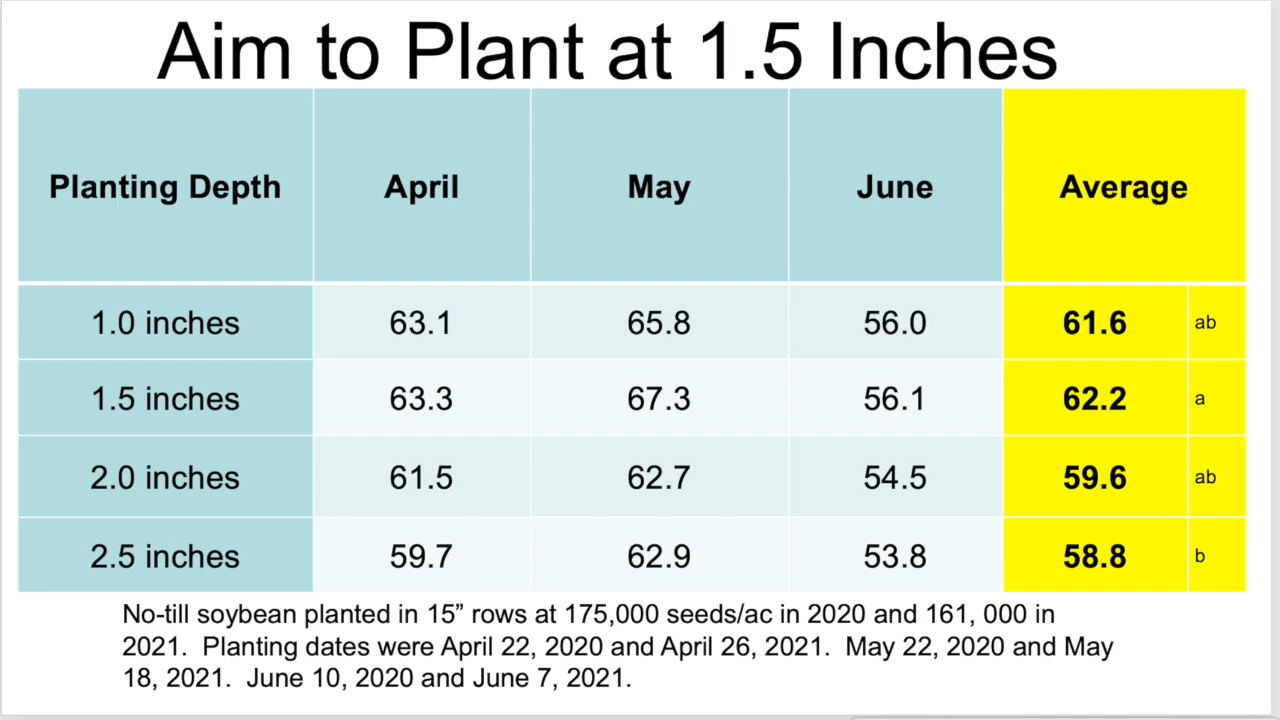 Aim to Plant at 1.5 Inches
Planting Depth April May June Average
1.0 inches 63.1 65.8 56.0 61.6 ab
1.5 inches 63.3 67.3 56.1 62.2 a
2.0 inches 61.5 62.7 54.5 59.6 ab
2.5 inches 59.7 62.9 53.8 58.8 b
No-till soybean planted in 15” rows at 175,000 seeds/ac in 2020 and 161, 000 in
2021.  Planting dates were April 22, 2020 and April 26, 2021.  May 22, 2020 and May
18, 2021.  June 10, 2020 and June 7, 2021.